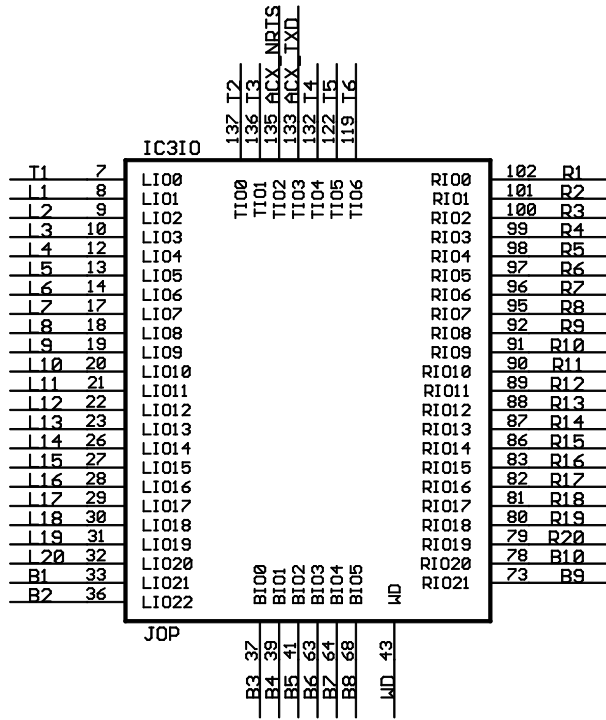 T2 T3 ACX_NRTS ACX_TXD T4 T5 T6
137 136 135 133 132 122 119
IC3IO
TIO0 TIO1 TIO2 TIO3 TIO4 TIO5 TIO6
T1 7 LIO0 RIO0 102 R1
L1 8 LIO1 RIO1 101 R2
L2 9 LIO2 RIO2 100 R3
L3 10 LIO3 RIO3 99 R4
L4 12 LIO4 RIO4 98 R5
L5 13 LIO5 RIO5 97 R6
L6 14 LIO6 RIO6 96 R7
L7 17 LIO7 RIO7 95 R8
L8 18 LIO8 RIO8 92 R9
L9 19 LIO9 RIO9 91 R10
L10 20 LIO10 RIO10 90 R11
L11 21 LIO11 RIO11 89 R12
L12 22 LIO12 RIO12 88 R13
L13 23 LIO13 RIO13 87 R14
L14 26 LIO14 RIO14 86 R15
L15 27 LIO15 RIO15 83 R16
L16 28 LIO16 RIO16 82 R17
L17 29 LIO17 RIO17 81 R18
L18 30 LIO18 RIO18 80 R19
L19 31 LIO19 RIO19 79 R20
L20 32 LIO20 RIO20 78 B10
B1 33 LIO21 RIO21 73 B9
B2 36 LIO22
BIO0 BIO1 BIO2 BIO3 BIO4 BIO5 WD
JOP
37 39 41 63 64 68 43
B3 B4 B5 B6 B7 B8 WD